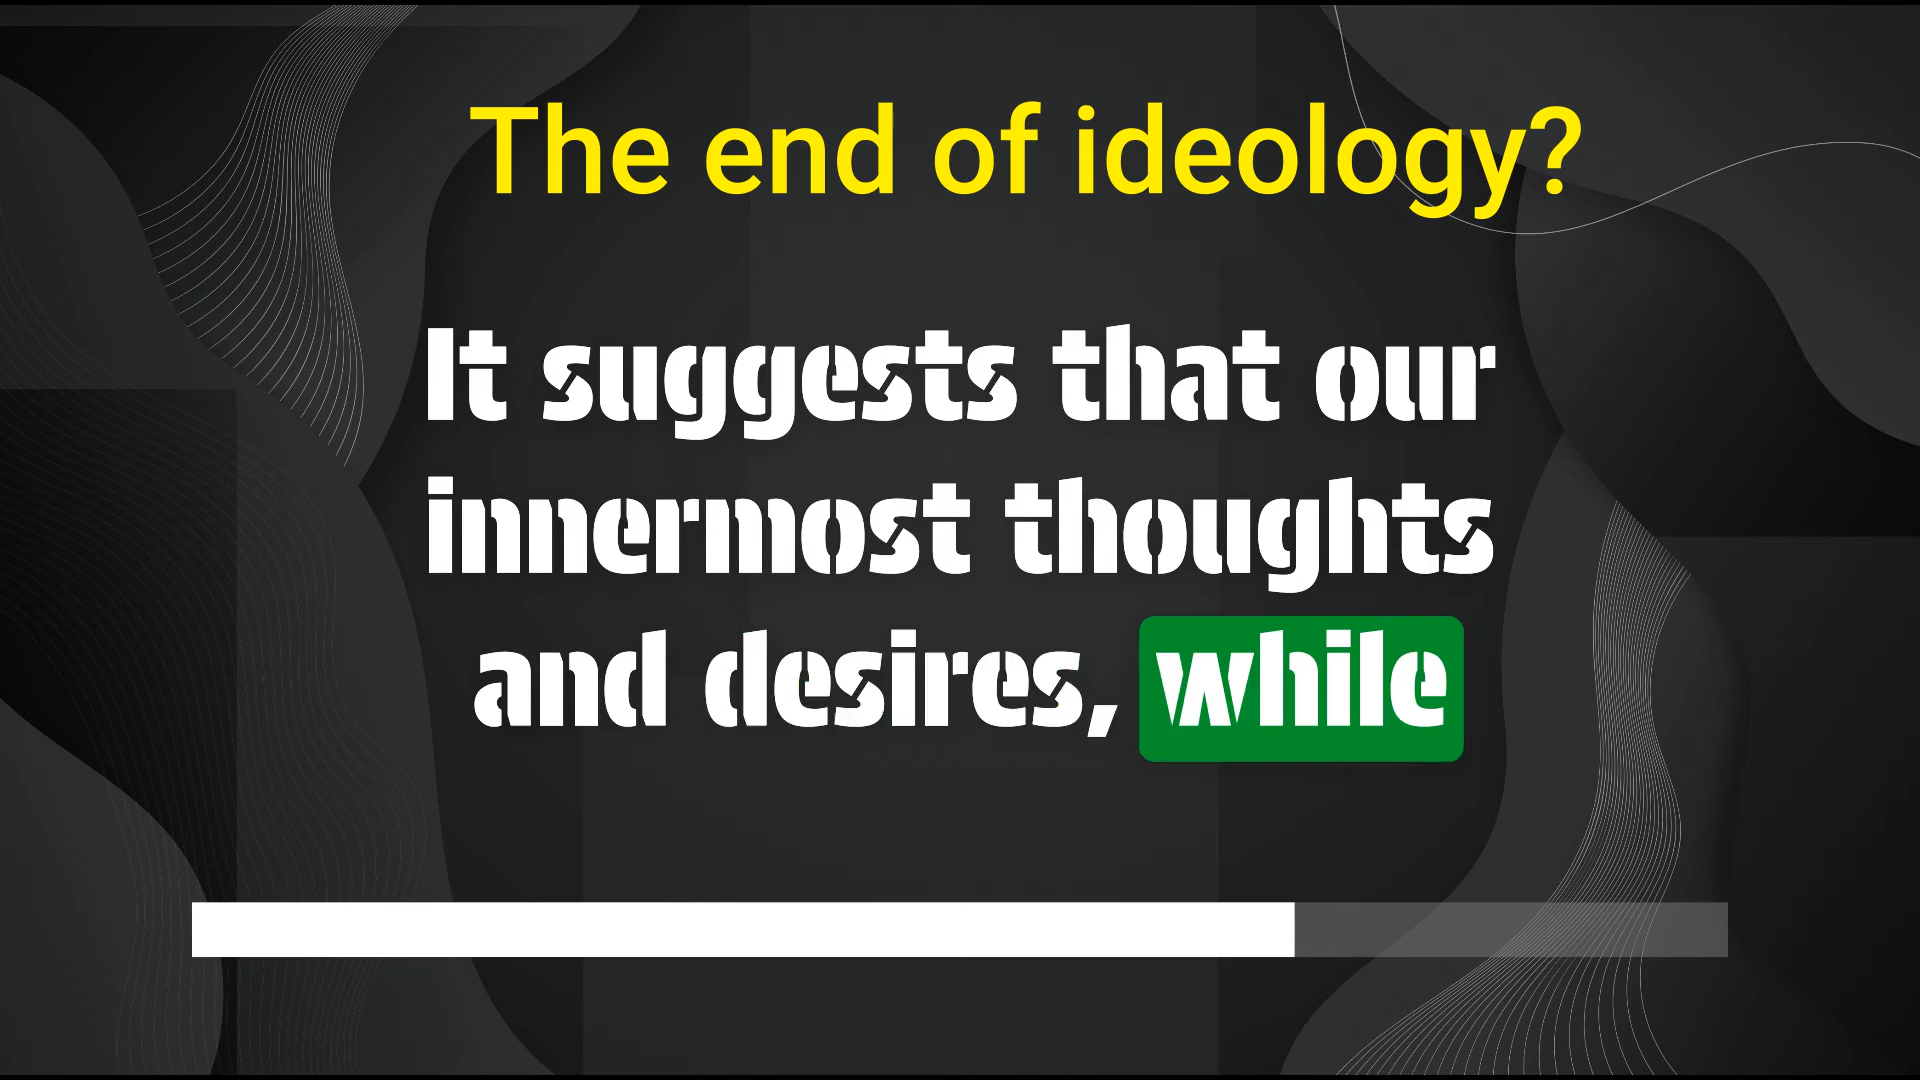 The end of ideology?
It suggests that our
innermost thoughts
and desires, while